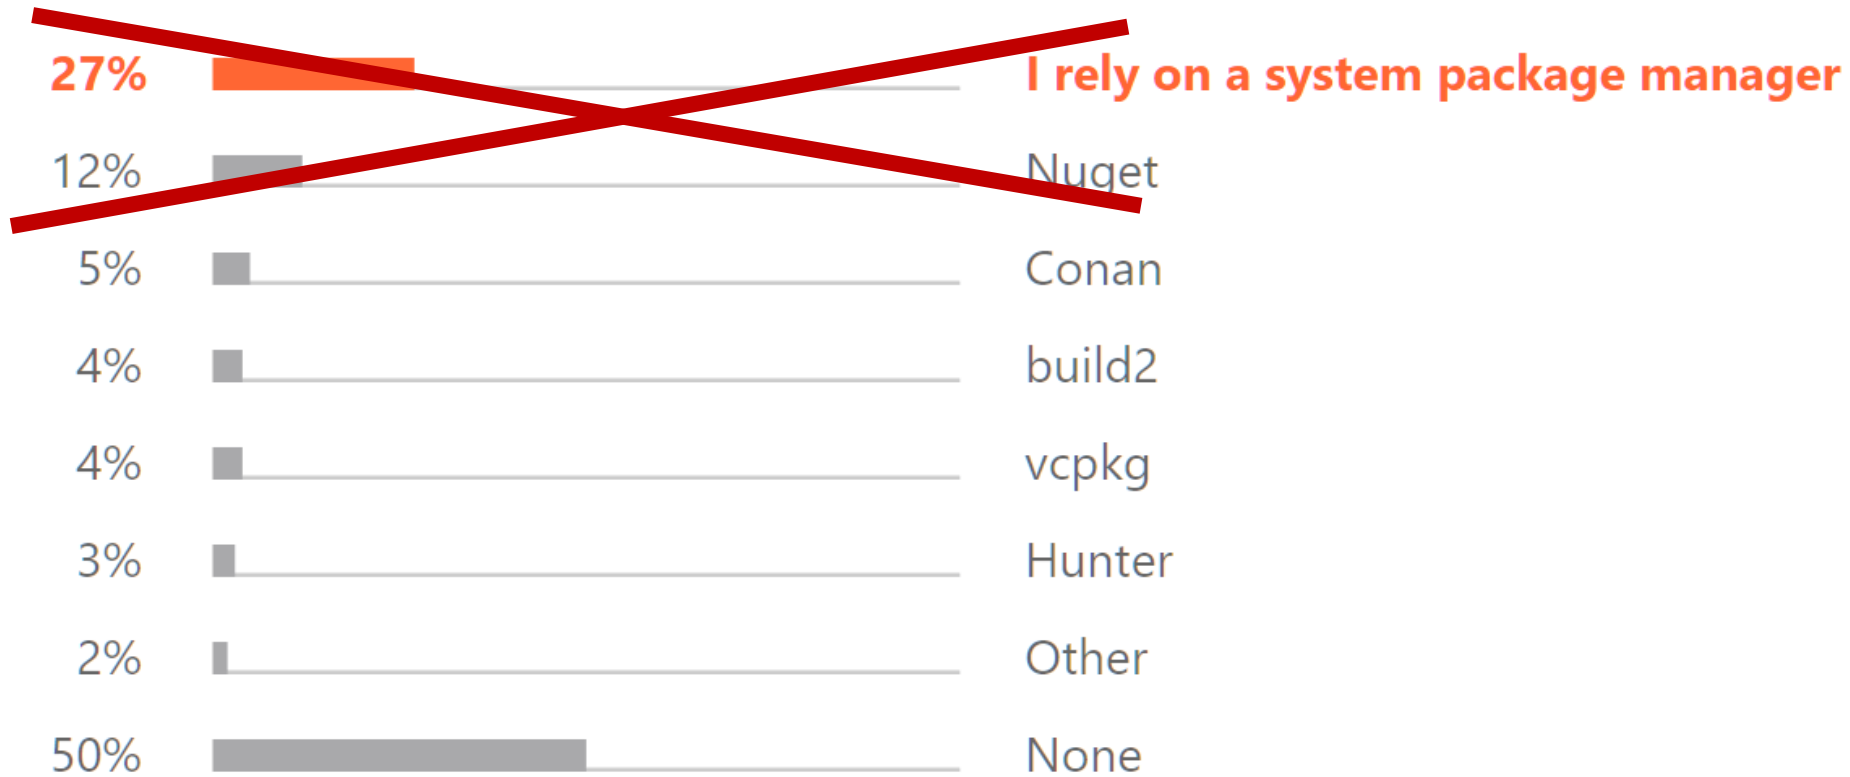 27% I rely on a system package manager
12% Nuget
5% Conan
4% build2
4% vcpkg
3% Hunter
2% Other
50% None